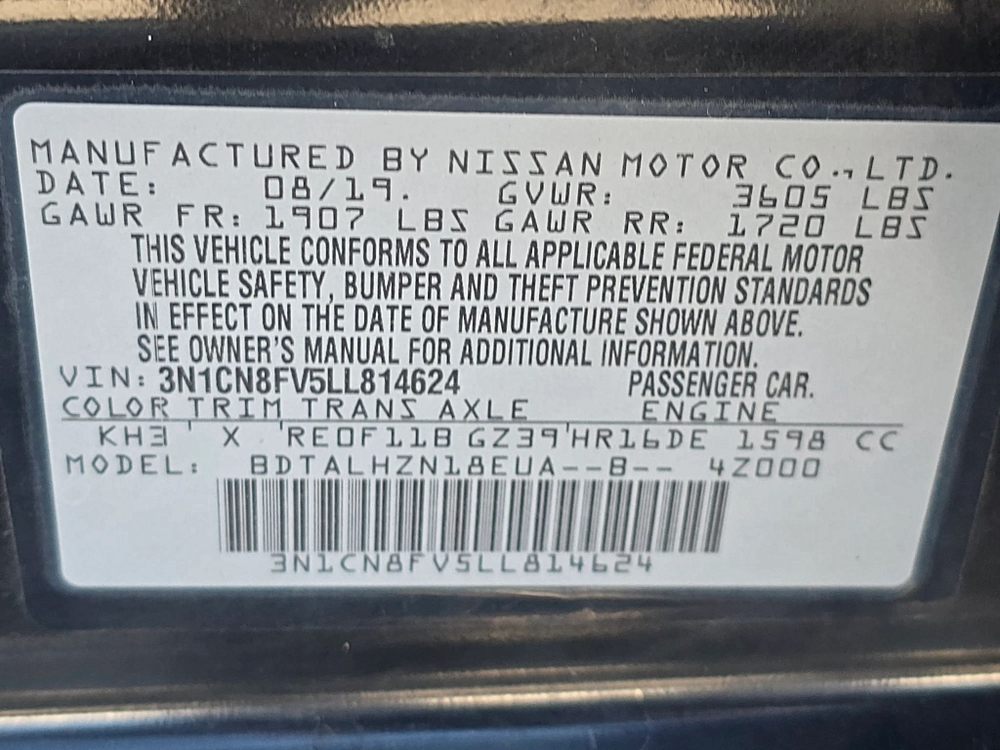 MANUFACTURED BY NISSAN MOTOR CO.,LTD.
DATE: 08/19. GVWR: 3605 LBS
GAWR FR: 1907 LBS GAWR RR: 1720 LBS
THIS VEHICLE CONFORMS TO ALL APPLICABLE FEDERAL MOTOR
VEHICLE SAFETY, BUMPER AND THEFT PREVENTION STANDARDS
IN EFFECT ON THE DATE OF MANUFACTURE SHOWN ABOVE.
SEE OWNER'S MANUAL FOR ADDITIONAL INFORMATION.
VIN: 3N1CN8FV5LL814624 PASSENGER CAR.
COLOR TRIM TRANS AXLE ENGINE
KH3 ' X 'RE0F11B GZ39'HR16DE 1598 CC
MODEL: BDTALHZN18EUA--B-- 4Z000
3N1CN8FV5LL814624